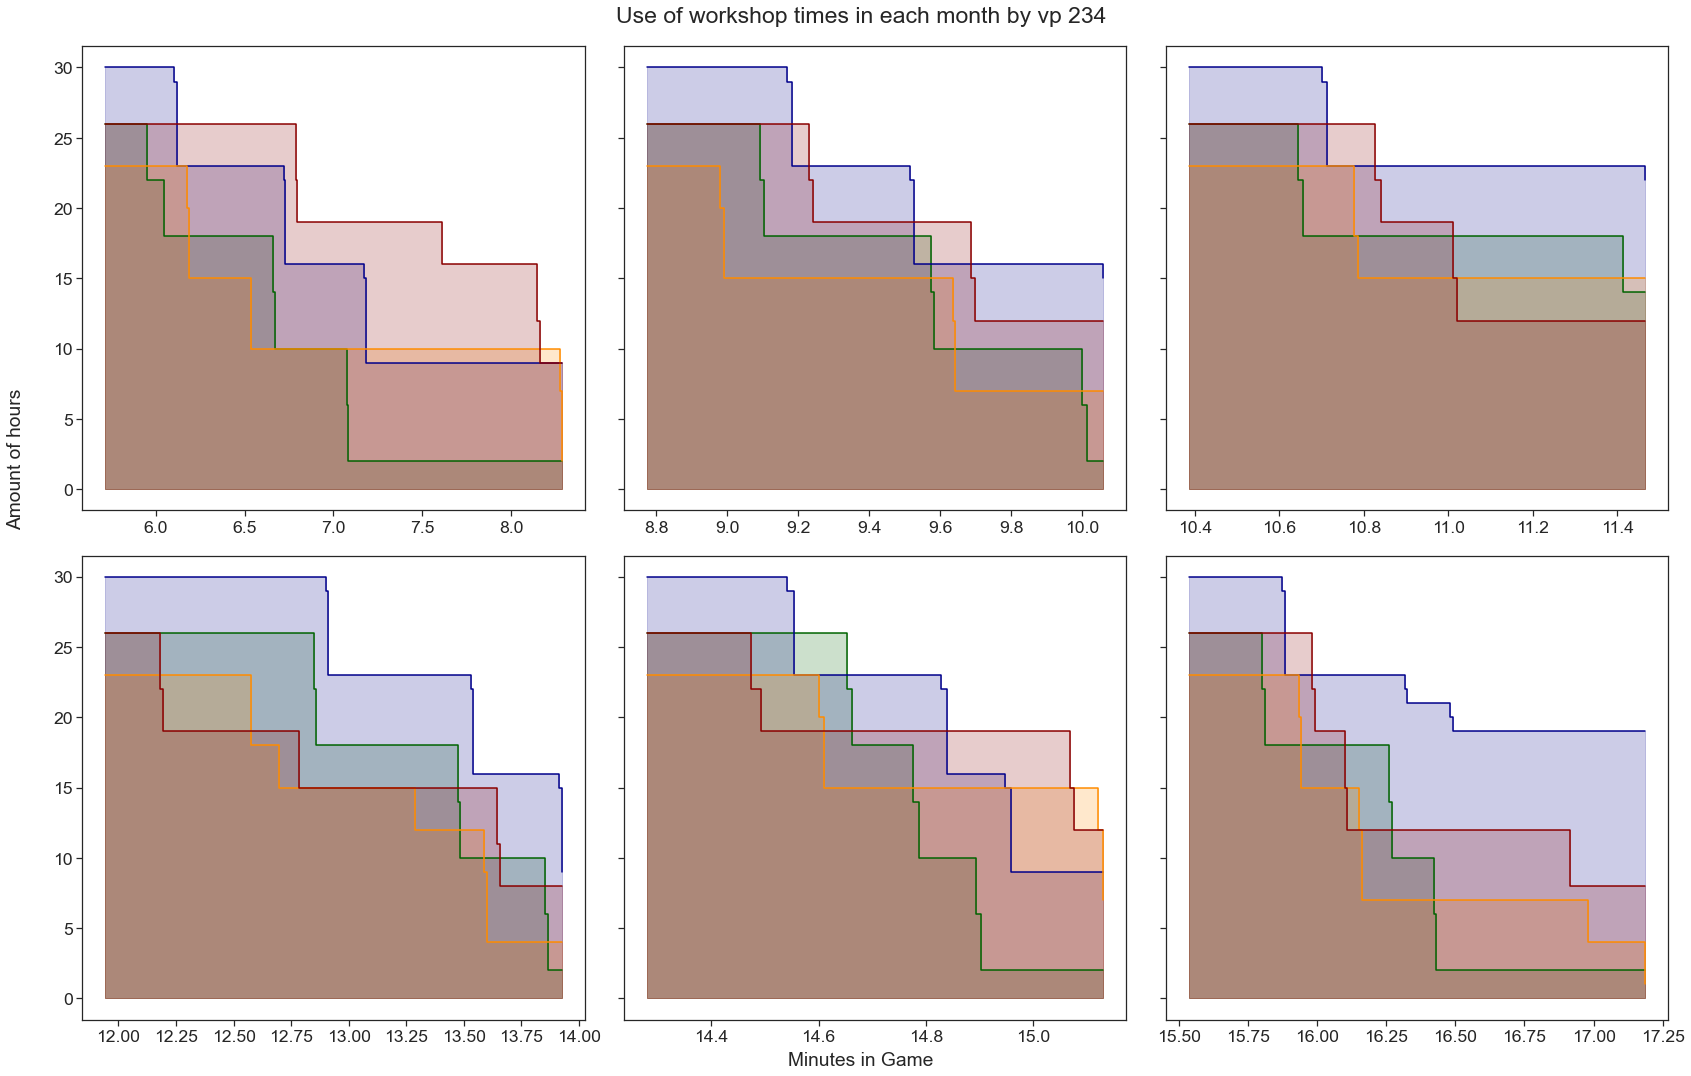 Use of workshop times in each month by vp 234
Amount of hours
30
25
20
15
10
5
0
6.0 6.5 7.0 7.5 8.0
8.8 9.0 9.2 9.4 9.6 9.8 10.0
10.4 10.6 10.8 11.0 11.2 11.4
30
25
20
15
10
5
0
12.00 12.25 12.50 12.75 13.00 13.25 13.50 13.75 14.00
14.4 14.6 14.8 15.0
15.50 15.75 16.00 16.25 16.50 16.75 17.00 17.25
Minutes in Game